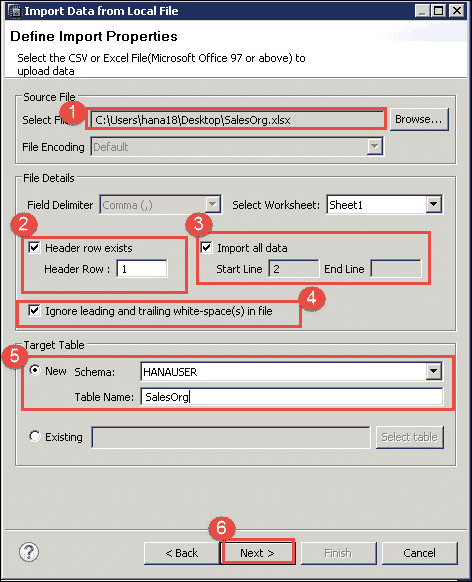 Import Data from Local File
Define Import Properties
Select the CSV or Excel File(Microsoft Office 97 or above) to
upload data
Source File
1
Select File C:\Users\hana18\Desktop\SalesOrg.xlsx Browse...
File Encoding Default
File Details
Field Delimiter Comma (,) Select Worksheet: Sheet1
2 3
Header row exists Import all data
Header Row : 1 Start Line 2 End Line
4
Ignore leading and trailing white-space(s) in file
Target Table
5
New Schema: HANAUSER
Table Name: SalesOrg
Existing Select table
6
? < Back Next > Finish Cancel